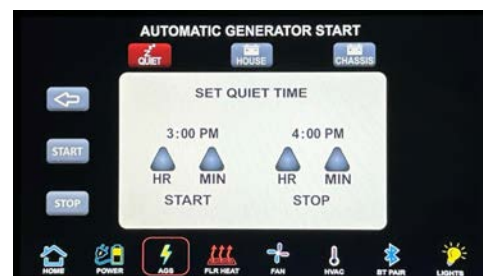 AUTOMATIC GENERATOR START
QUIET HOUSE CHASSIS
SET QUIET TIME
3:00 PM 4:00 PM
START
HR MIN HR MIN
START STOP
STOP
HOME POWER AGS FLR HEAT FAN HVAC BT PAIR LIGHTS